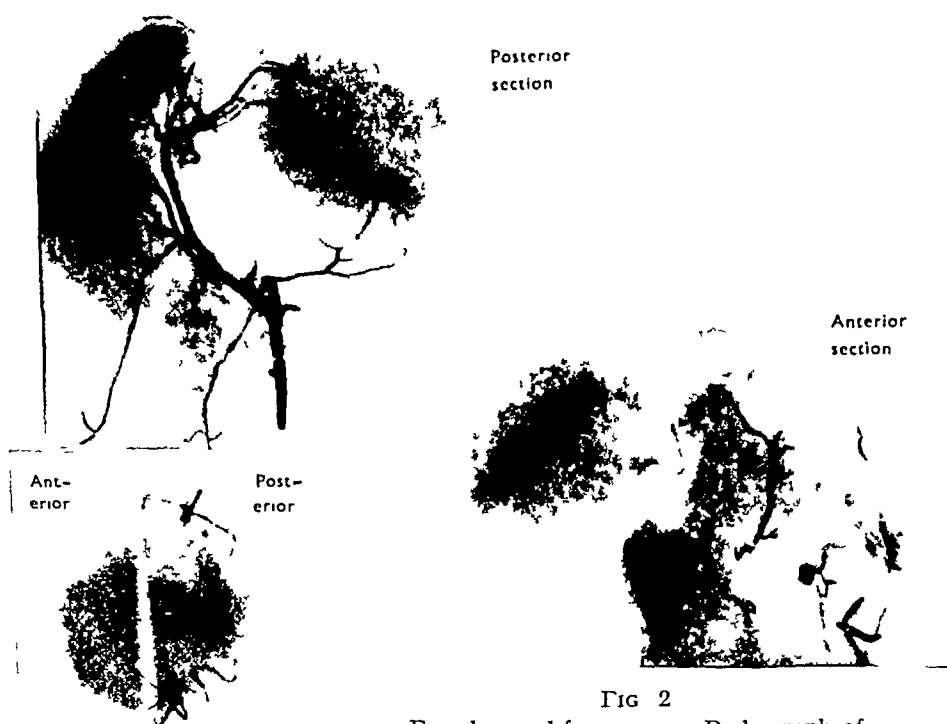 Posterior
section
Anterior
section
Ant-
erior
Post-
erior
FIG 2